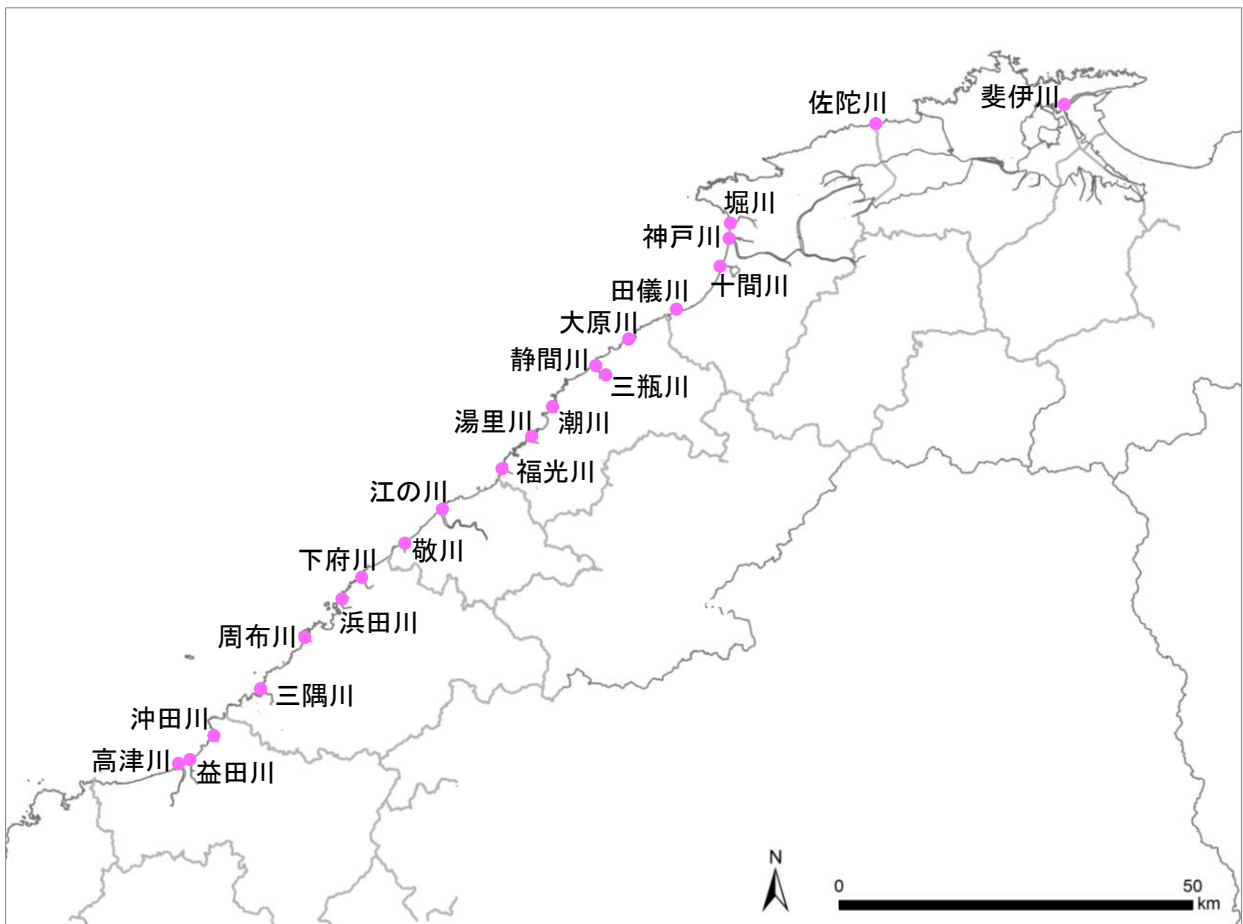 斐伊川
佐陀川
堀川
神戸川
十間川
田儀川
大原川
静間川
三瓶川
潮川
湯里川
福光川
江の川
敬川
下府川
浜田川
周布川
三隅川
沖田川
高津川
益田川
N
0
50
km